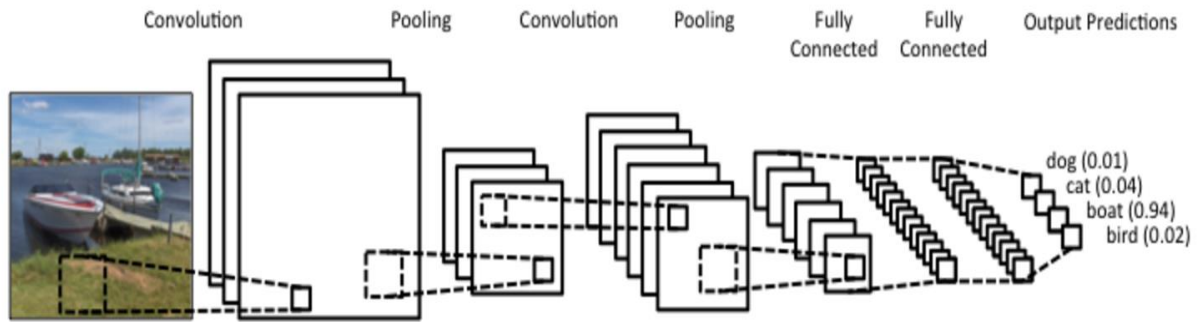 Convolution
Pooling
Convolution
Pooling
Fully
Connected
Fully
Connected
Output Predictions
dog (0.01)
cat (0.04)
boat (0.94)
bird (0.02)